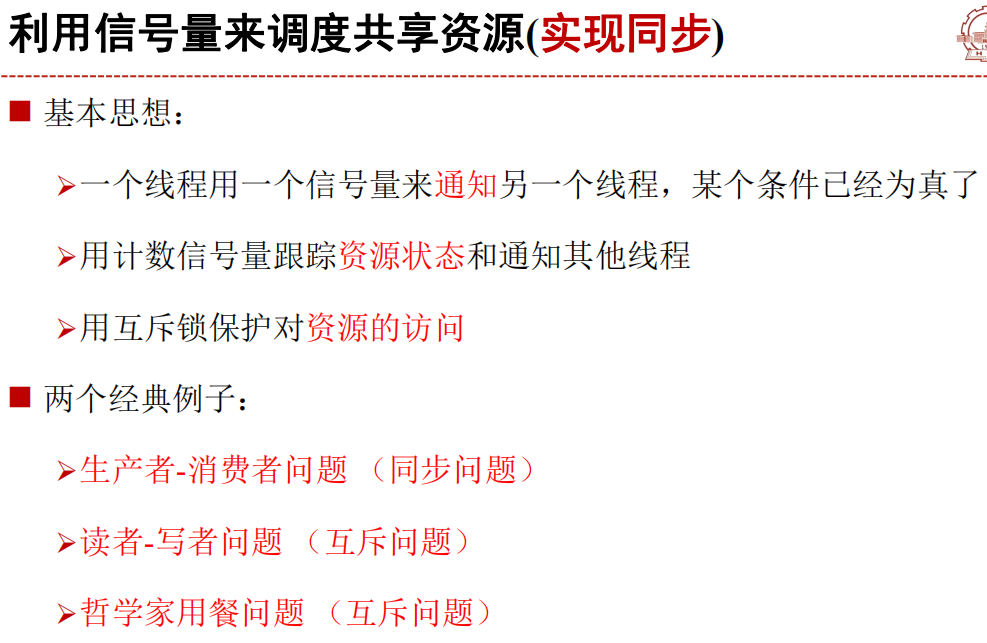 利用信号量来调度共享资源(实现同步)
基本思想：
一个线程用一个信号量来通知另一个线程，某个条件已经为真了
用计数信号量跟踪资源状态和通知其他线程
用互斥锁保护对资源的访问
两个经典例子：
生产者-消费者问题（同步问题）
读者-写者问题（互斥问题）
哲学家用餐问题（互斥问题）